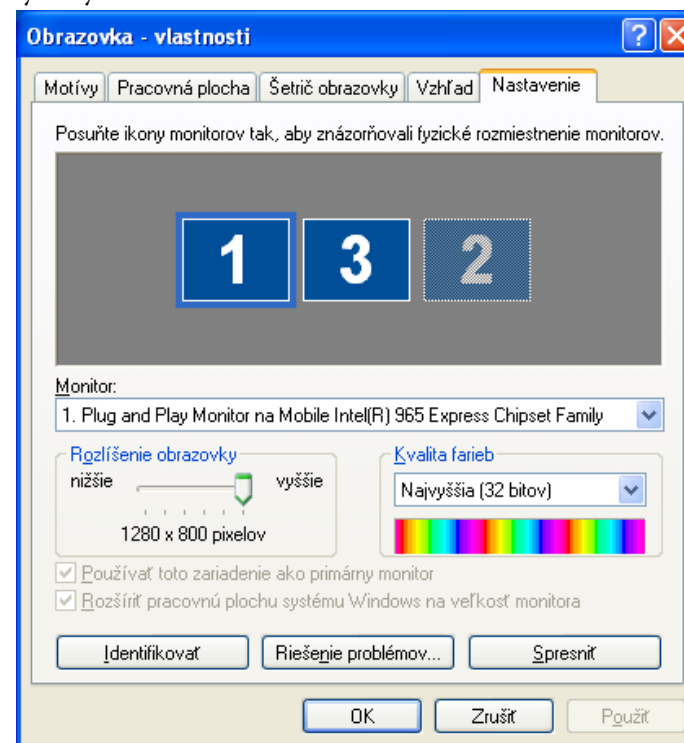 Obrazovka - vlastnosti
Motívy Pracovná plocha Šetrič obrazovky Vzhľad Nastavenie
Posuňte ikony monitorov tak, aby znázorňovali fyzické rozmiestnenie monitorov.
1 3 2
Monitor:
1. Plug and Play Monitor na Mobile Intel(R) 965 Express Chipset Family
Rozlíšenie obrazovky Kvalita farieb
nižšie vyššie Najvyššia (32 bitov)
1280 x 800 pixelov
Používať toto zariadenie ako primárny monitor
Rozšíriť pracovnú plochu systému Windows na veľkosť monitora
Identifikovať Riešenie problémov... Spresniť
OK Zrušiť Použiť